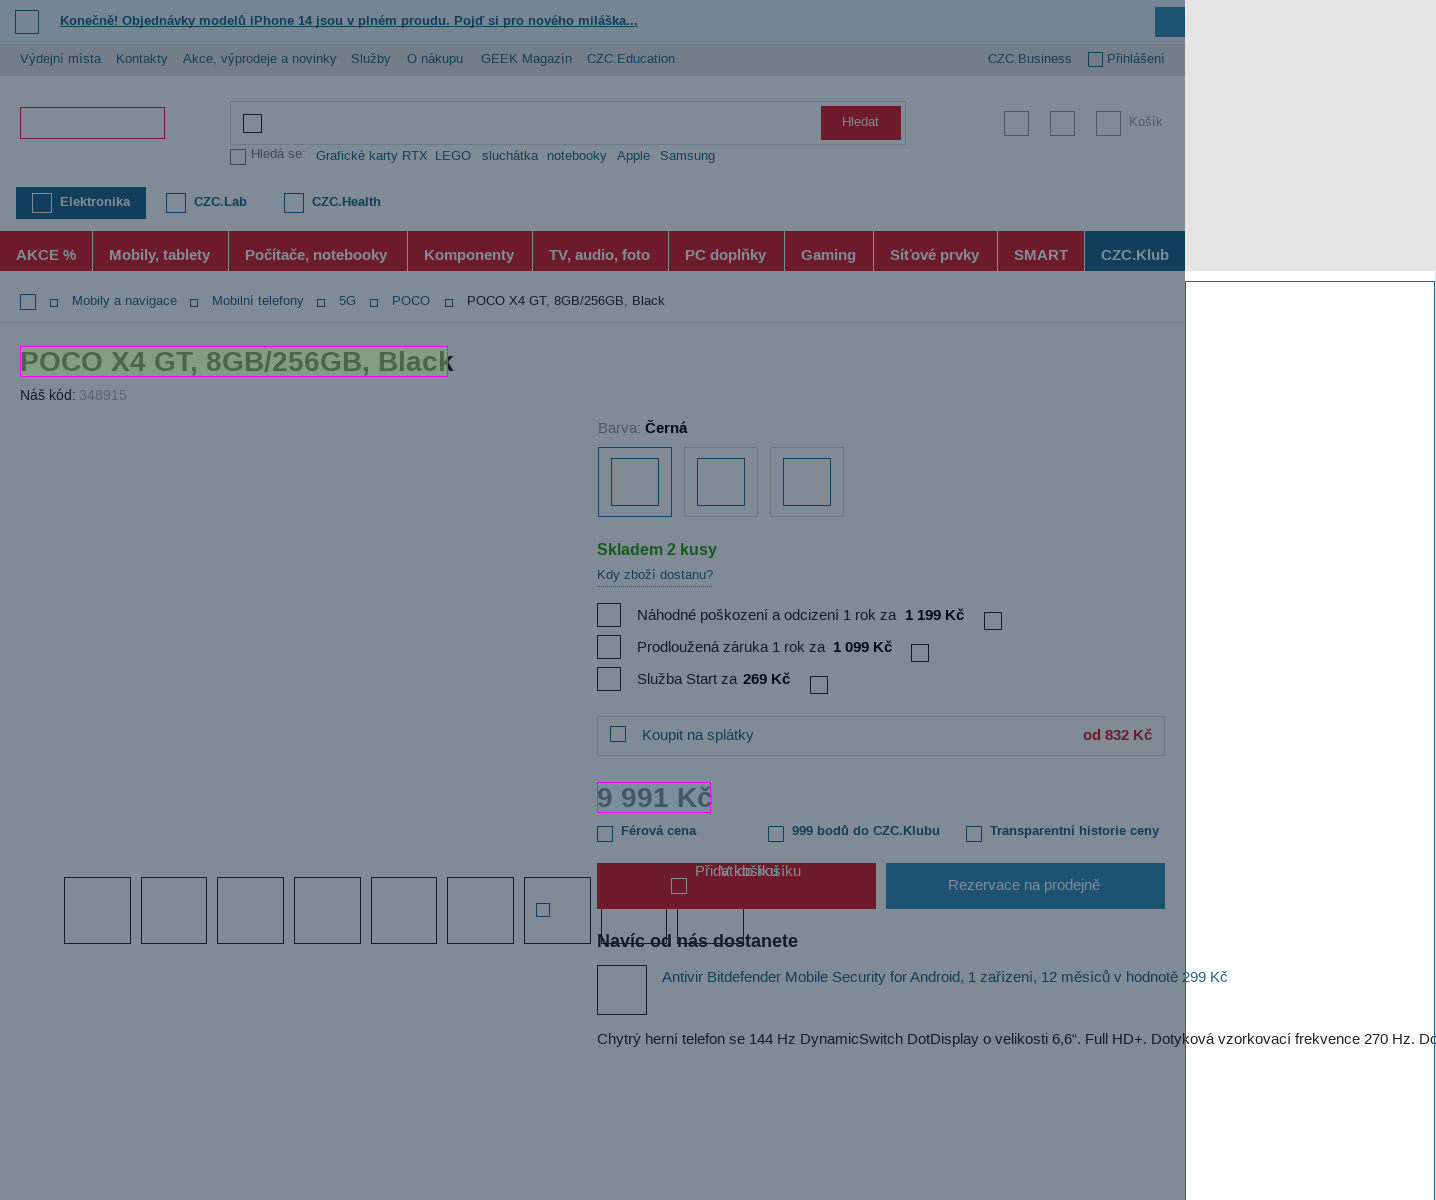 Konečně! Objednávky modelů iPhone 14 jsou v plném proudu. Pojď si pro nového miláška...
Výdejní místa Kontakty Akce, výprodeje a novinky Služby O nákupu GEEK Magazín CZC.Education CZC.Business Přihlášení
Hledat Košík
Hledá se: Grafické karty RTX LEGO sluchátka notebooky Apple Samsung
Elektronika CZC.Lab CZC.Health
AKCE % Mobily, tablety Počítače, notebooky Komponenty TV, audio, foto PC doplňky Gaming Síťové prvky SMART CZC.Klub
Mobily a navigace Mobilní telefony 5G POCO POCO X4 GT, 8GB/256GB, Black
POCO X4 GT, 8GB/256GB, Black
Náš kód: 348915
Barva: Černá
Skladem 2 kusy
Kdy zboží dostanu?
Náhodné poškození a odcizení 1 rok za 1 199 Kč
Prodloužená záruka 1 rok za 1 099 Kč
Služba Start za 269 Kč
Koupit na splátky od 832 Kč
9 991 Kč
Férová cena 999 bodů do CZC.Klubu Transparentní historie ceny
Přidat do košíku
V košíku
Rezervace na prodejně
Navíc od nás dostanete
Antivir Bitdefender Mobile Security for Android, 1 zařízení, 12 měsíců v hodnotě 299 Kč
Chytrý herní telefon se 144 Hz DynamicSwitch DotDisplay o velikosti 6,6“. Full HD+. Dotyková vzorkovací frekvence 270 Hz. Do